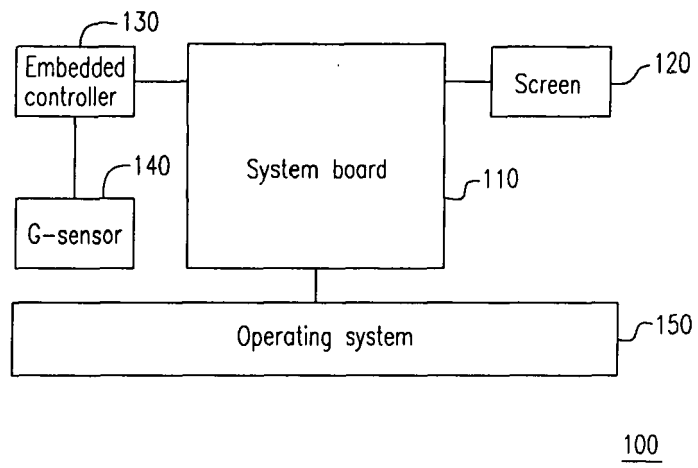 130
Embedded
controller
System board
110
Screen
120
140
G-sensor
Operating system
150
100